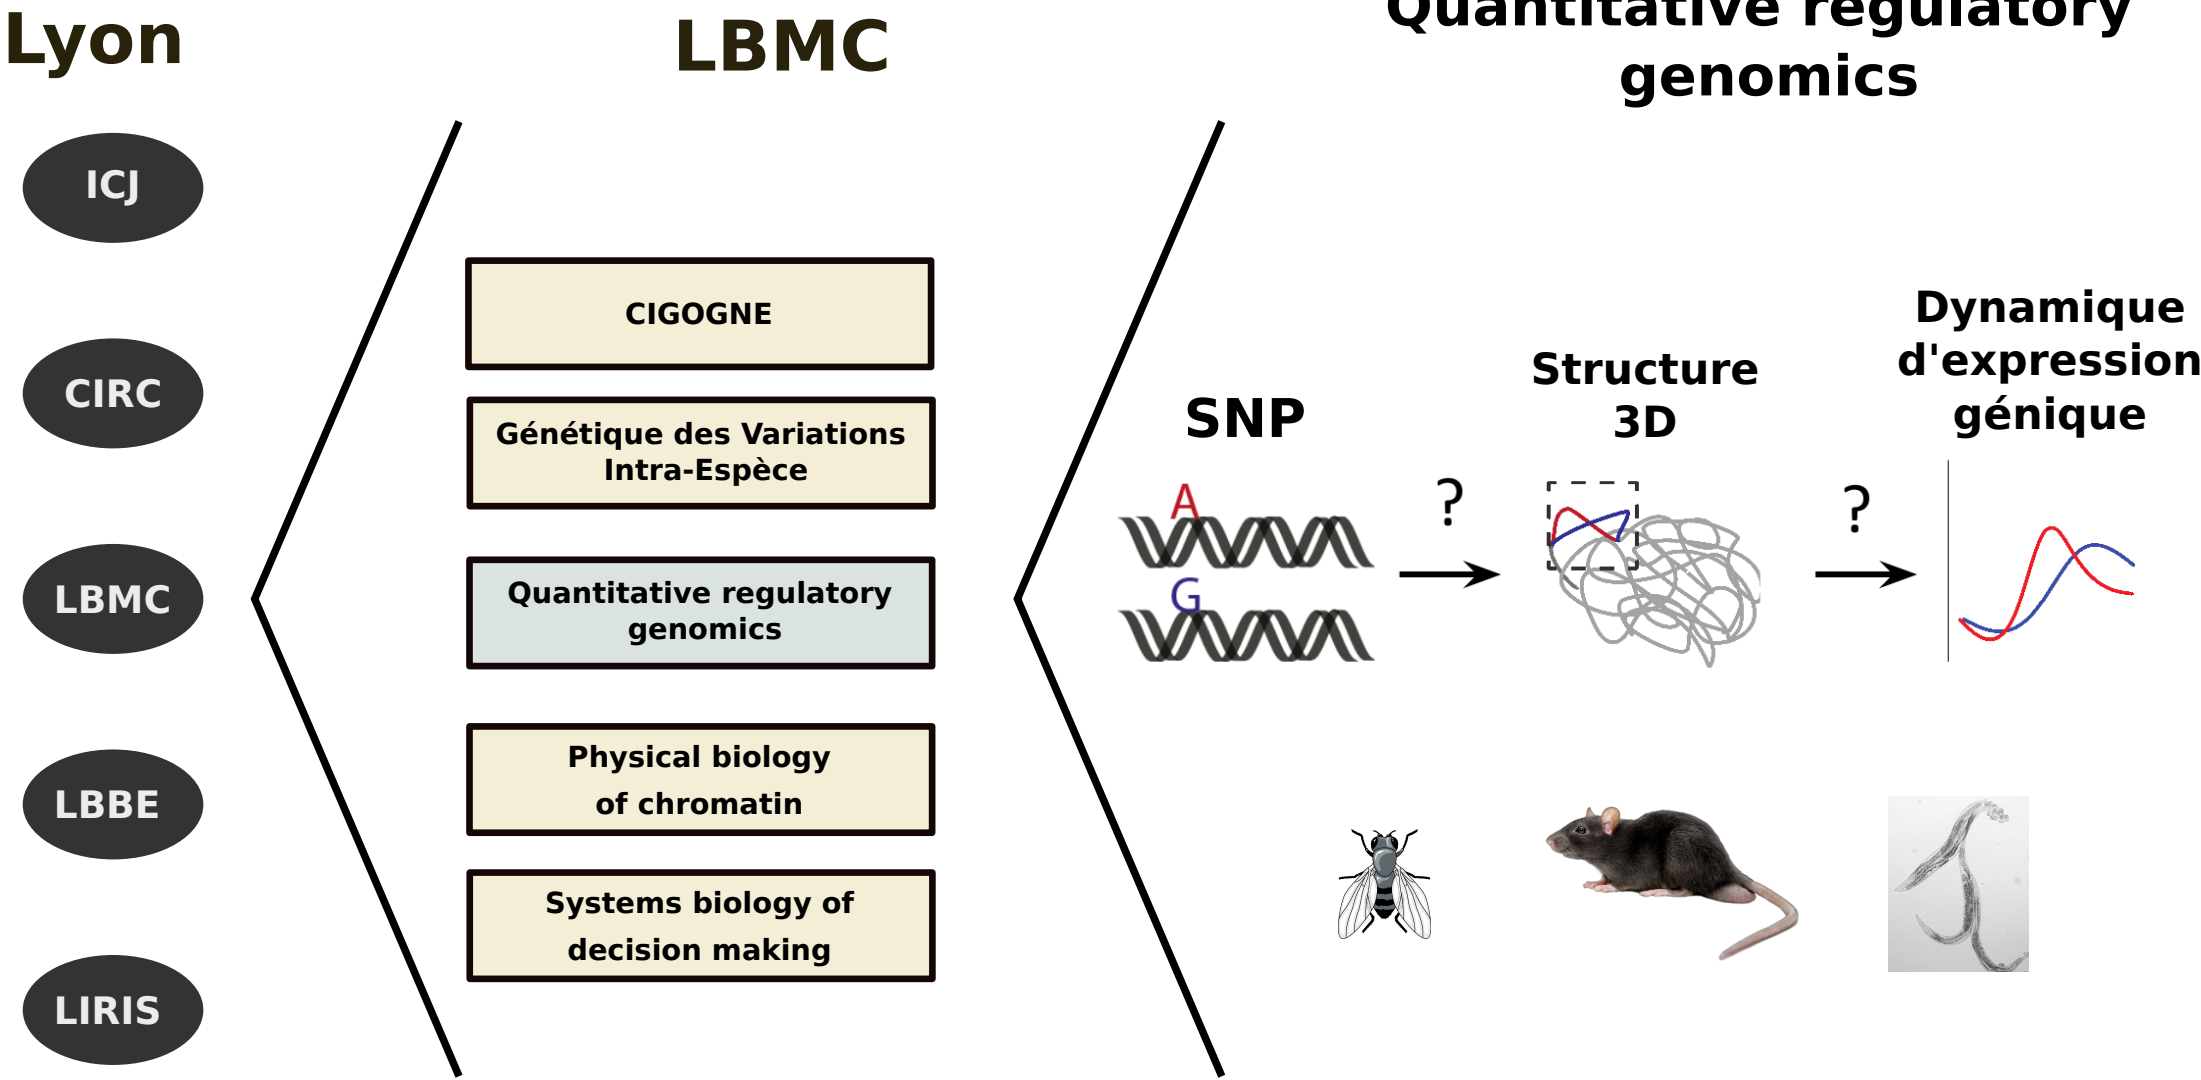 Lyon
ICJ
CIRC
LBMC
LBBE
LIRIS
LBMC
CIGOGNE
Génétique des Variations
Intra-Espèce
Quantitative regulatory
genomics
Physical biology
of chromatin
Systems biology of
decision making
Quantitative regulatory
genomics
SNP
A
G
?
Structure
3D
?
Dynamique
d'expression
génique